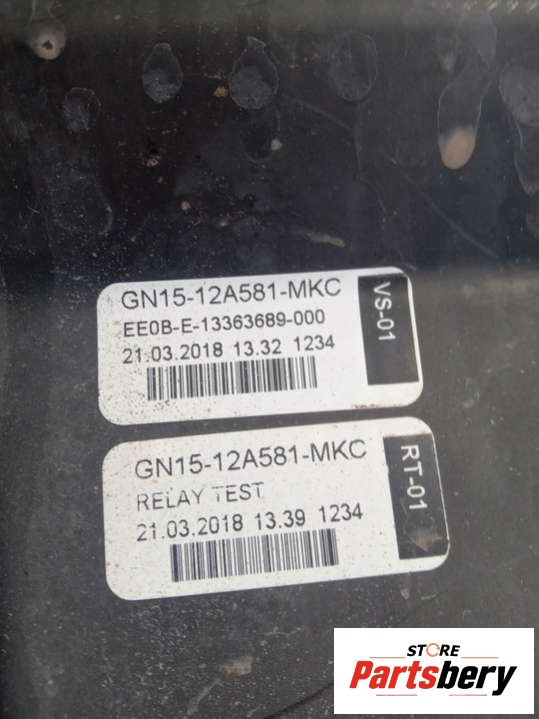 GN15-12A581-MKC
EE0B-E-13363689-000
21.03.2018 13.32 1234
VS-01
GN15-12A581-MKC
RELAY TEST
21.03.2018 13.39 1234
RT-01
STORE
Partsbery